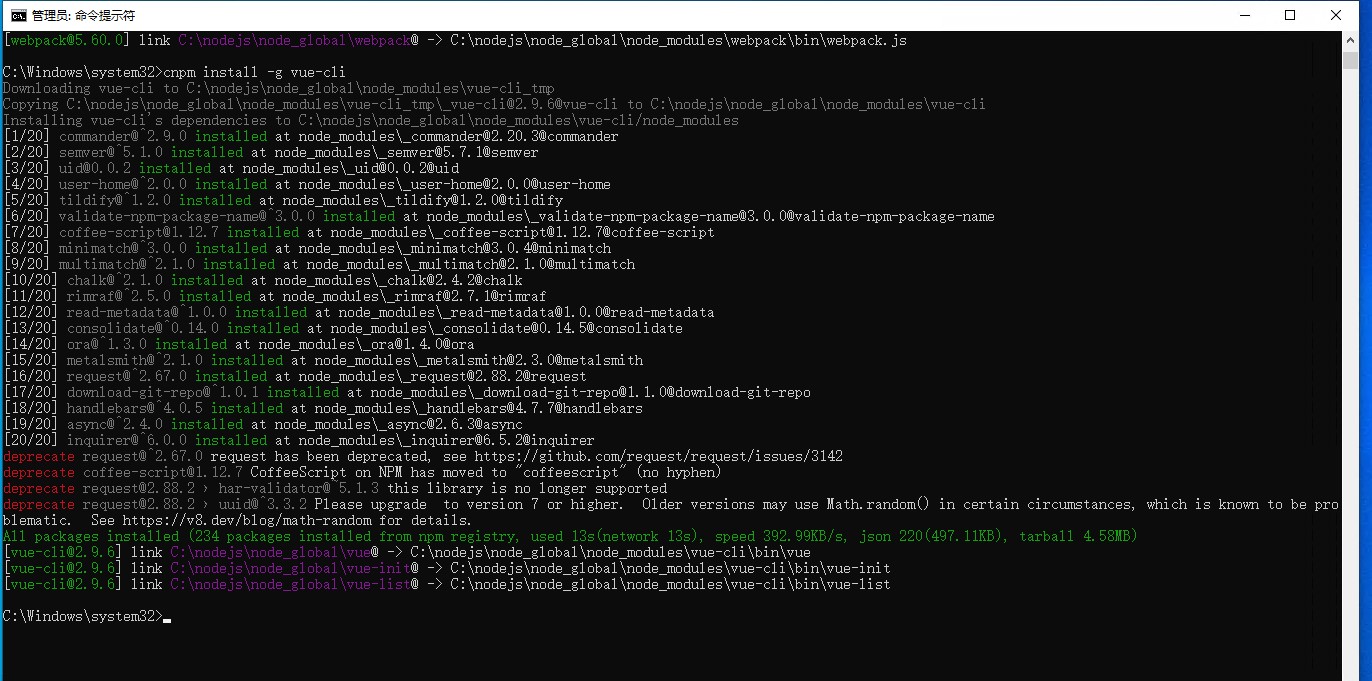 管理员: 命令提示符
[webpack@5.60.0] link C:\nodejs\node_global\webpack@ -> C:\nodejs\node_global\node_modules\webpack\bin\webpack.js
C:\Windows\system32>cnpm install -g vue-cli
Downloading vue-cli to C:\nodejs\node_global\node_modules\vue-cli_tmp
Copying C:\nodejs\node_global\node_modules\vue-cli_tmp\_vue-cli@2.9.6@vue-cli to C:\nodejs\node_global\node_modules\vue-cli
Installing vue-cli's dependencies to C:\nodejs\node_global\node_modules\vue-cli/node_modules
[1/20] commander@^2.9.0 installed at node_modules\_commander@2.20.3@commander
[2/20] semver@^5.1.0 installed at node_modules\_semver@5.7.1@semver
[3/20] uid@0.0.2 installed at node_modules\_uid@0.0.2@uid
[4/20] user-home@^2.0.0 installed at node_modules\_user-home@2.0.0@user-home
[5/20] tildify@^1.2.0 installed at node_modules\_tildify@1.2.0@tildify
[6/20] validate-npm-package-name@^3.0.0 installed at node_modules\_validate-npm-package-name@3.0.0@validate-npm-package-name
[7/20] coffee-script@1.12.7 installed at node_modules\_coffee-script@1.12.7@coffee-script
[8/20] minimatch@^3.0.0 installed at node_modules\_minimatch@3.0.4@minimatch
[9/20] multimatch@^2.1.0 installed at node_modules\_multimatch@2.1.0@multimatch
[10/20] chalk@^2.1.0 installed at node_modules\_chalk@2.4.2@chalk
[11/20] rimraf@^2.5.0 installed at node_modules\_rimraf@2.7.1@rimraf
[12/20] read-metadata@^1.0.0 installed at node_modules\_read-metadata@1.0.0@read-metadata
[13/20] consolidate@^0.14.0 installed at node_modules\_consolidate@0.14.5@consolidate
[14/20] ora@^1.3.0 installed at node_modules\_ora@1.4.0@ora
[15/20] metalsmith@^2.1.0 installed at node_modules\_metalsmith@2.3.0@metalsmith
[16/20] request@^2.67.0 installed at node_modules\_request@2.88.2@request
[17/20] download-git-repo@^1.0.1 installed at node_modules\_download-git-repo@1.1.0@download-git-repo
[18/20] handlebars@^4.0.5 installed at node_modules\_handlebars@4.7.7@handlebars
[19/20] async@^2.4.0 installed at node_modules\_async@2.6.3@async
[20/20] inquirer@^6.0.0 installed at node_modules\_inquirer@6.5.2@inquirer
deprecate request@^2.67.0 request has been deprecated, see https://github.com/request/request/issues/3142
deprecate coffee-script@1.12.7 CoffeeScript on NPM has moved to "coffeescript" (no hyphen)
deprecate request@2.88.2 › har-validator@~5.1.3 this library is no longer supported
deprecate request@2.88.2 › uuid@^3.3.2 Please upgrade  to version 7 or higher.  Older versions may use Math.random() in certain circumstances, which is known to be pro
blematic.  See https://v8.dev/blog/math-random for details.
All packages installed (234 packages installed from npm registry, used 13s(network 13s), speed 392.99KB/s, json 220(497.11KB), tarball 4.58MB)
[vue-cli@2.9.6] link C:\nodejs\node_global\vue@ -> C:\nodejs\node_global\node_modules\vue-cli\bin\vue
[vue-cli@2.9.6] link C:\nodejs\node_global\vue-init@ -> C:\nodejs\node_global\node_modules\vue-cli\bin\vue-init
[vue-cli@2.9.6] link C:\nodejs\node_global\vue-list@ -> C:\nodejs\node_global\node_modules\vue-cli\bin\vue-list
C:\Windows\system32>